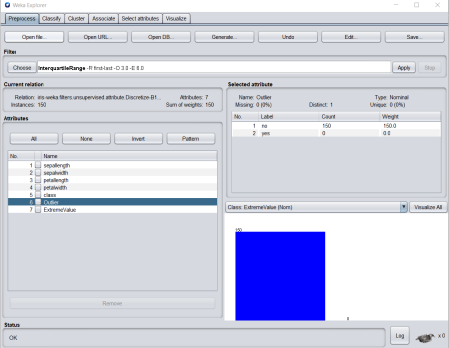 Weka Explorer
Preprocess Classify Cluster Associate Select attributes Visualize
Open file... Open URL... Open DB... Generate... Undo Edit... Save...
Filter
Choose InterquartileRange -R first-last -O 3.0 -E 6.0 Apply Stop
Current relation
Relation: iris-weka.filters.unsupervised.attribute.Discretize-B1... Attributes: 7
Instances: 150 Sum of weights: 150
Attributes
All None Invert Pattern
No. Name
1 sepallength
2 sepalwidth
3 petallength
4 petalwidth
5 class
6 Outlier
7 ExtremeValue
Remove
Selected attribute
Name: Outlier Type: Nominal
Missing: 0 (0%) Distinct: 1 Unique: 0 (0%)
No. Label Count Weight
1 no 150 150.0
2 yes 0 0.0
Class: ExtremeValue (Nom) Visualize All
150
0
Status
OK Log x 0